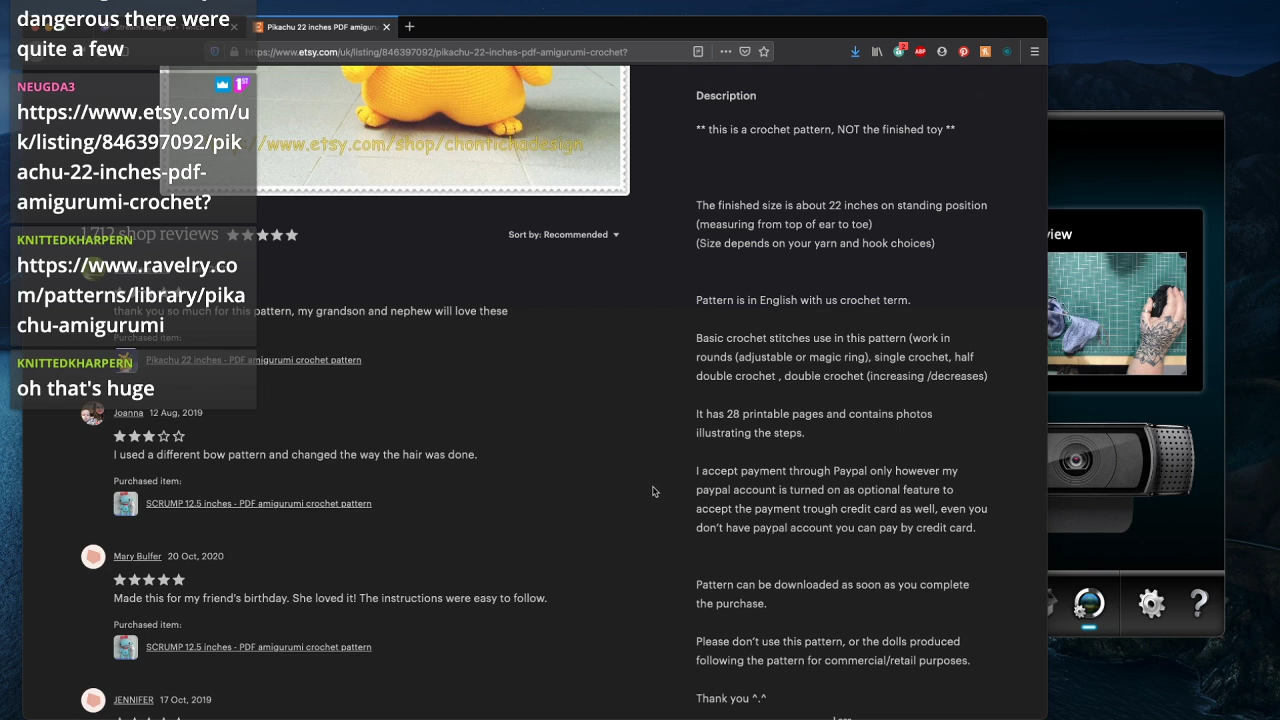 dangerous there were
quite a few
NEUGDA3
https://www.etsy.com/u
k/listing/846397092/pik
achu-22-inches-pdf-
amigurumi-crochet?
KNITTEDKHARPERN
https://www.ravelry.co
m/patterns/library/pika
chu-amigurumi
KNITTEDKHARPERN
oh that's huge
Pikachu 22 inches PDF amigurum
https://www.etsy.com/uk/listing/846397092/pikachu-22-inches-pdf-amigurumi-crochet?
2
ABP
www.etsy.com/shop/chontichadesign
1,712 shop reviews
Sort by: Recommended
thank you so much for this pattern, my grandson and nephew will love these
Purchased item:
Pikachu 22 inches - PDF amigurumi crochet pattern
Joanna 12 Aug, 2019
I used a different bow pattern and changed the way the hair was done.
Purchased item:
SCRUMP 12.5 inches - PDF amigurumi crochet pattern
Mary Bulfer 20 Oct, 2020
Made this for my friend's birthday. She loved it! The instructions were easy to follow.
Purchased item:
SCRUMP 12.5 inches - PDF amigurumi crochet pattern
JENNIFER 17 Oct, 2019
Description
** this is a crochet pattern, NOT the finished toy **
The finished size is about 22 inches on standing position
(measuring from top of ear to toe)
(Size depends on your yarn and hook choices)
Pattern is in English with us crochet term.
Basic crochet stitches use in this pattern (work in
rounds (adjustable or magic ring), single crochet, half
double crochet , double crochet (increasing /decreases)
It has 28 printable pages and contains photos
illustrating the steps.
I accept payment through Paypal only however my
paypal account is turned on as optional feature to
accept the payment trough credit card as well, even you
don't have paypal account you can pay by credit card.
Pattern can be downloaded as soon as you complete
the purchase.
Please don't use this pattern, or the dolls produced
following the pattern for commercial/retail purposes.
Thank you ^.^